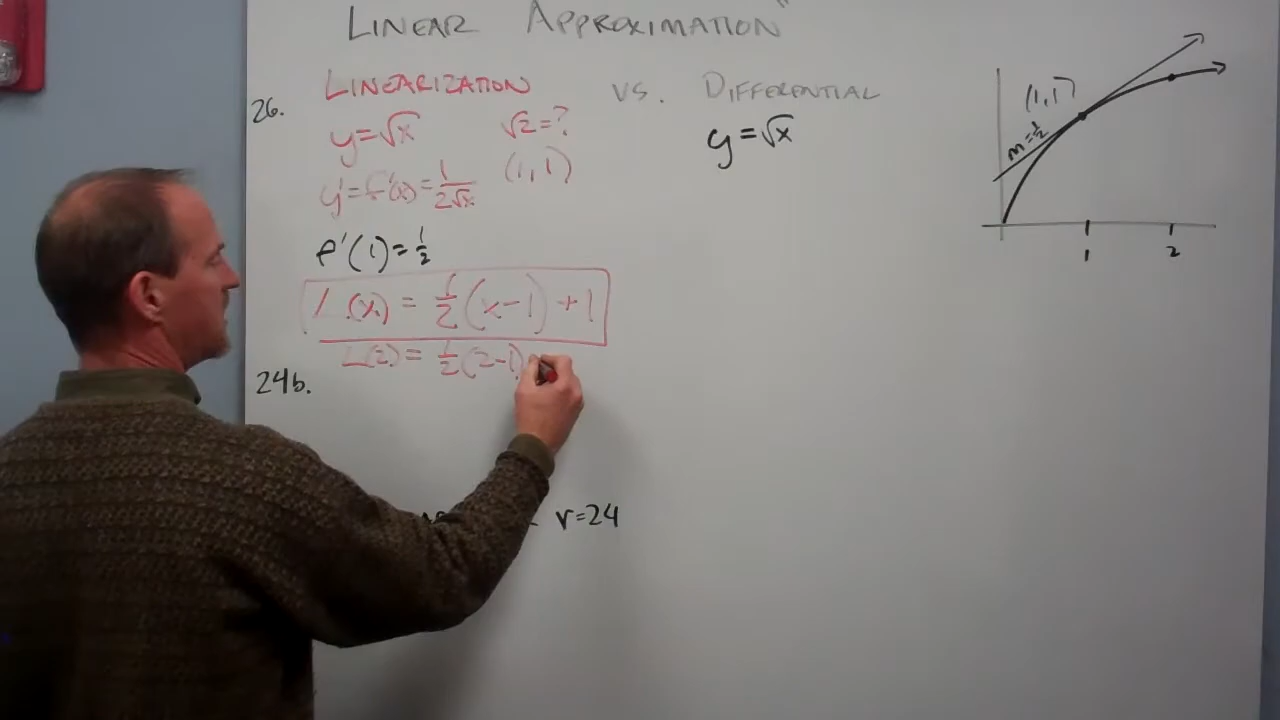 LINEAR APPROXIMATION"
LINEARIZATION VS. DIFFERENTIAL
26.
y=√x √2=? y=√x
y'=f'(x)=1/2√x (1,1)
f'(1)=1/2
L(x) = 1/2(x-1)+1
L(2) = 1/2(2-1)
24b.
r=24
(1,1)
m=1/2
1 2